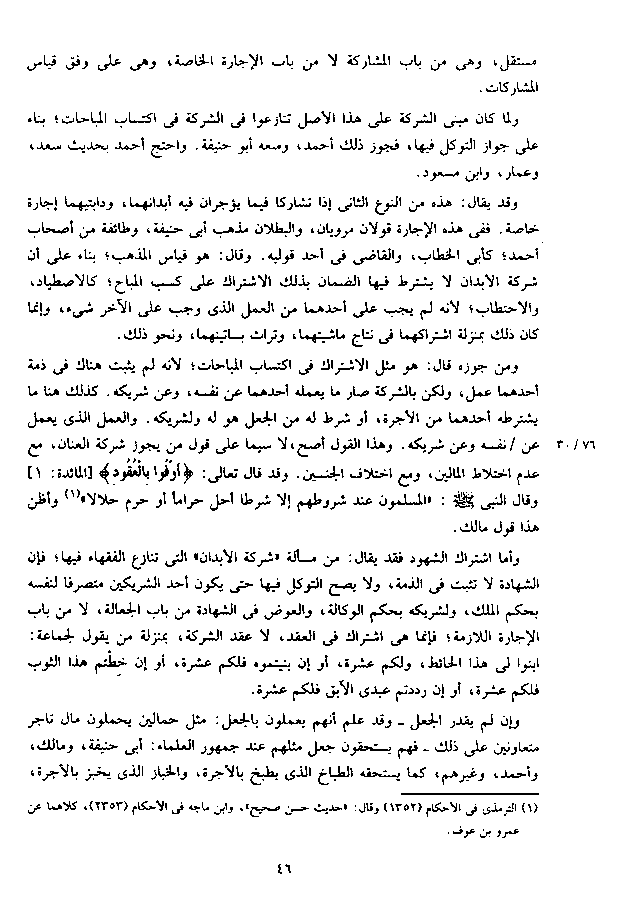 مستقل، وهى من باب المشاركة لا من باب الإجارة الخاصة، وهى على وفق قياس
المشاركات.
ولما كان مبنى الشركة على هذا الأصل تنازعوا فى الشركة فى اكتساب المباحات؛ بناء
على جواز التوكل فيها، فجوز ذلك أحمد، ومنعه أبو حنيفة. واحتج أحمد بحديث سعد،
وعمار، وابن مسعود.
وقد يقال: هذه من النوع الثانى إذا تشاركا فيما يؤجران فيه أبدانهما، ودابتيهما إجارة
خاصة. ففى هذه الإجارة قولان مرويان، والبطلان مذهب أبى حنيفة، وطائفة من أصحاب
أحمد؛ كأبى الخطاب، والقاضى فى أحد قوليه. وقال: هو قياس المذهب؛ بناء على أن
شركة الأبدان لا يشترط فيها الضمان بذلك الاشتراك على كسب المباح؛ كالاصطياد،
والاحتطاب؛ لأنه لم يجب على أحدهما من العمل الذى وجب على الآخر شىء، وإنما
كان ذلك بمنزلة اشتراكهما فى نتاج ماشيتهما، وتراث بساتينهما، ونحو ذلك.
ومن جوزه قال: هو مثل الاشتراك فى اكتساب المباحات؛ لأنه لم يثبت هناك فى ذمة
أحدهما عمل، ولكن بالشركة صار ما يعمله أحدهما عن نفسه، وعن شريكه. كذلك هنا ما
يشترطه أحدهما من الأجرة، أو شرط له من الجعل هو له ولشريكه. والعمل الذى يعمل
٣٠/٧٦ عن / نفسه وعن شريكه. وهذا القول أصح، لا سيما على قول من يجوز شركة العنان، مع
عدم اختلاط المالين، ومع اختلاف الجنسين. وقد قال تعالى: ﴿أَوْفُوا بِالْعُقُودِ﴾ [المائدة: ١]
وقال النبى ﷺ : «المسلمون عند شروطهم إلا شرطا أحل حراماً أو حرم حلالا»(١) وأظن
هذا قول مالك.
وأما اشتراك الشهود فقد يقال: من مسألة «شركة الأبدان» التى تنازع الفقهاء فيها؛ فإن
الشهادة لا تثبت فى الذمة، ولا يصح التوكل فيها حتى يكون أحد الشريكين متصرفا لنفسه
بحكم الملك، ولشريكه بحكم الوكالة، والعوض فى الشهادة من باب الجعالة، لا من باب
الإجارة اللازمة؛ فإنما هى اشتراك فى العقد، لا عقد الشركة، بمنزلة من يقول لجماعة:
ابنوا لى هذا الحائط، ولكم عشرة، أو إن بنيتموه فلكم عشرة، أو إن خِطْتم هذا الثوب
فلكم عشرة، أو إن رددتم عبدى الآبق فلكم عشرة.
وإن لم يقدر الجعل ـ وقد علم أنهم يعملون بالجعل: مثل حمالين يحملون مال تاجر
متعاونين على ذلك ـ فهم يستحقون جعل مثلهم عند جمهور العلماء: أبى حنيفة، ومالك،
وأحمد، وغيرهم، كما يستحقه الطباخ الذى يطبخ بالأجرة، والخباز الذى يخبز بالأجرة،
(١) الترمذى فى الأحكام (١٣٥٢) وقال: «حديث حسن صحيح»، وابن ماجه فى الأحكام (٢٣٥٣)، كلاهما عن
عمرو بن عوف.
٤٦